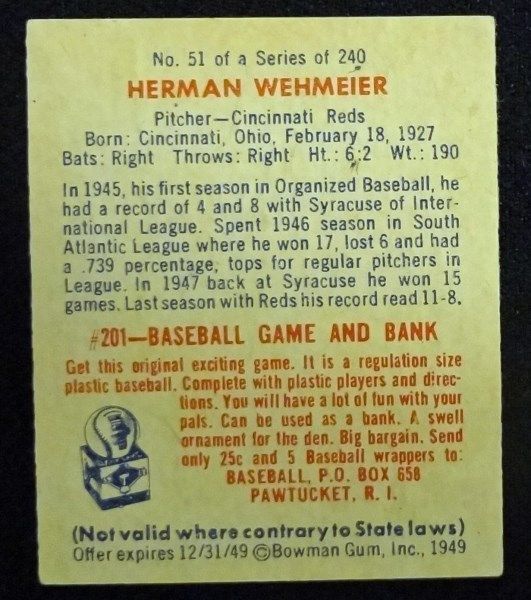 No. 51 of a Series of 240
HERMAN WEHMEIER
Pitcher—Cincinnati Reds
Born: Cincinnati, Ohio, February 18, 1927
Bats: Right Throws: Right Ht.: 6:2 Wt.: 190
In 1945, his first season in Organized Baseball, he
had a record of 4 and 8 with Syracuse of Inter-
national League. Spent 1946 season in South
Atlantic League where he won 17, lost 6 and had
a .739 percentage, tops for regular pitchers in
League. In 1947 back at Syracuse he won 15
games. Last season with Reds his record read 11-8.
#201—BASEBALL GAME AND BANK
Get this original exciting game. It is a regulation size
plastic baseball. Complete with plastic players and direc-
tions. You will have a lot of fun with your
pals. Can be used as a bank. A swell
ornament for the den. Big bargain. Send
only 25c and 5 Baseball wrappers to:
BASEBALL, P.O. BOX 658
PAWTUCKET, R. I.
(Not valid where contrary to State laws)
Offer expires 12/31/49 ©Bowman Gum, Inc., 1949